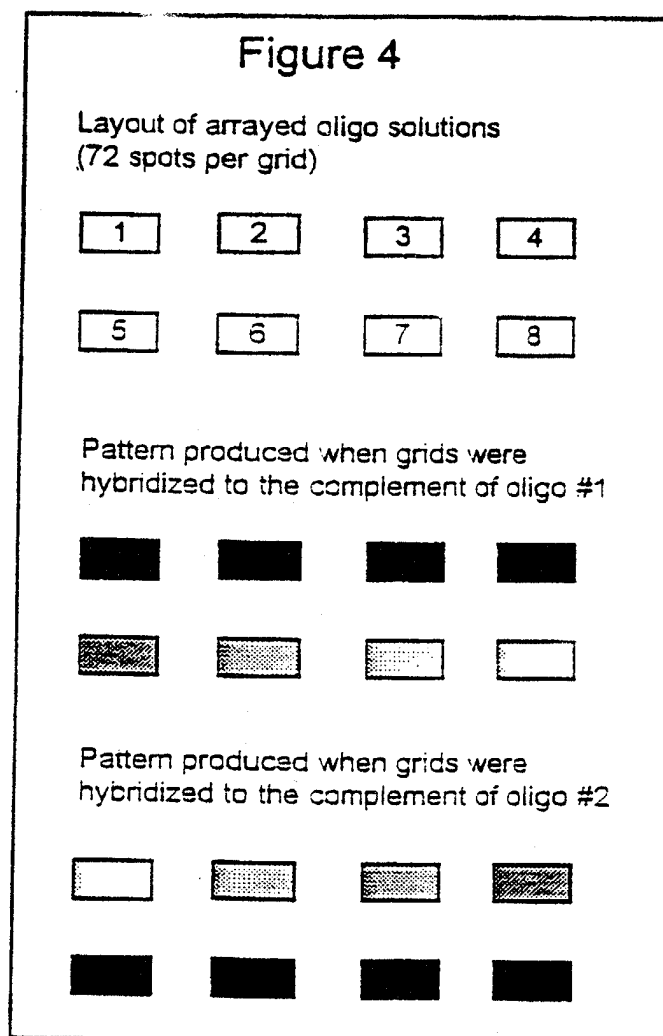 Figure 4
Layout of arrayed oligo solutions
(72 spots per grid)
1 2 3 4
5 6 7 8
Pattern produced when grids were
hybridized to the complement of oligo #1
Pattern produced when grids were
hybridized to the complement of oligo #2